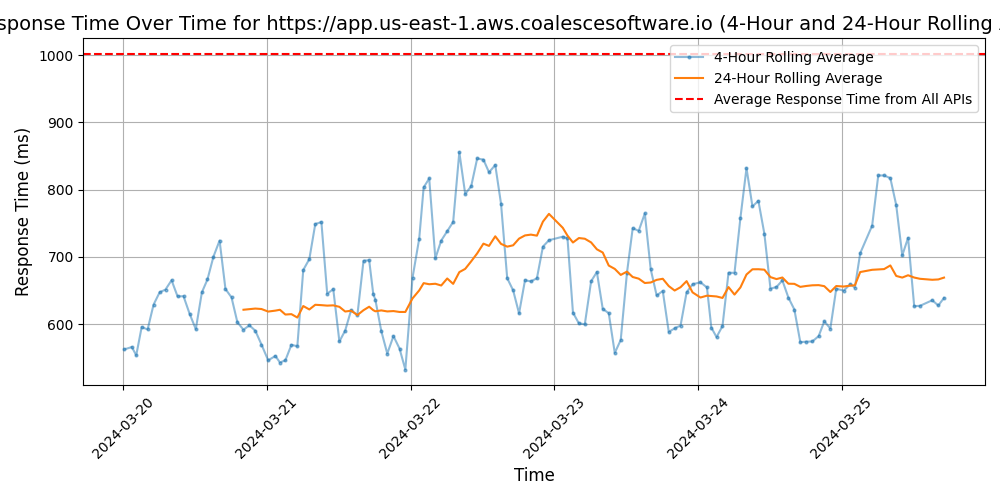 sponse Time Over Time for https://app.us-east-1.aws.coalescesoftware.io (4-Hour and 24-Hour Rolling
4-Hour Rolling Average
24-Hour Rolling Average
Average Response Time from All APIs
Response Time (ms)
1000
900
800
700
600
2024-03-20
2024-03-21
2024-03-22
2024-03-23
2024-03-24
2024-03-25
Time